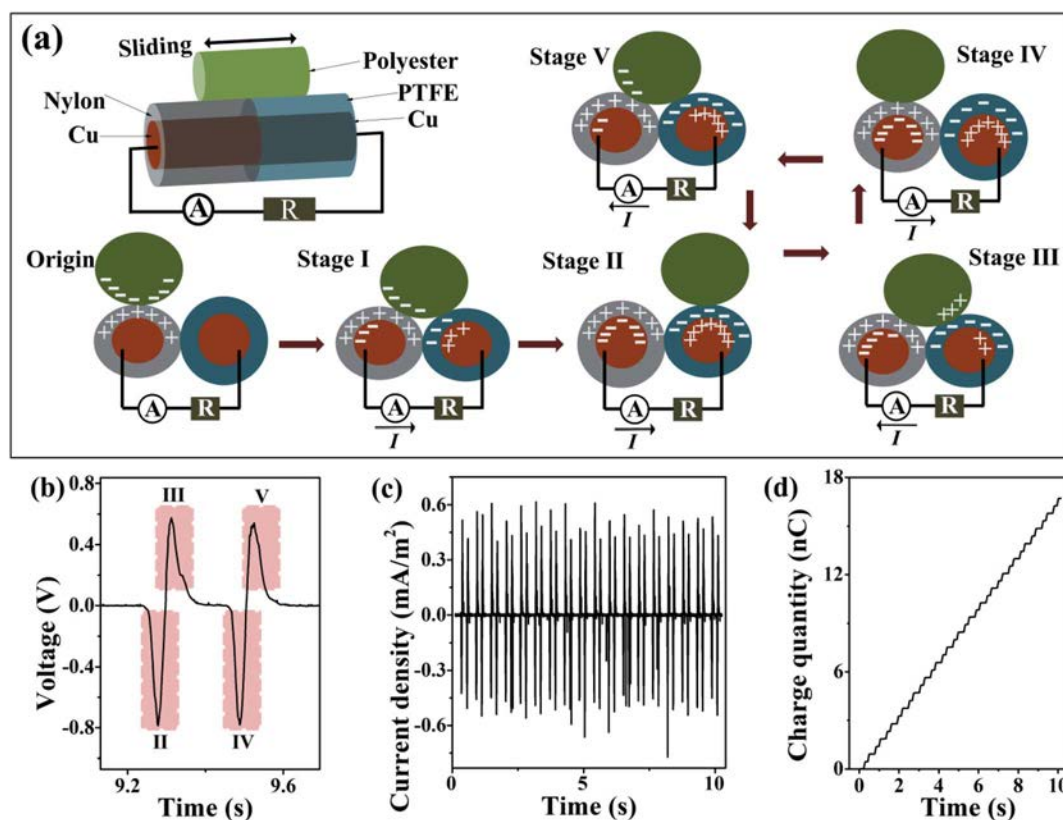 (a)
Sliding
Polyester
Nylon
PTFE
Cu
Cu
A
R
Stage V
A
R
I
Stage IV
A
R
I
Origin
A
R
Stage I
A
R
I
Stage II
A
R
I
Stage III
A
R
I
(b)
0.8
0.4
0.0
-0.4
-0.8
Voltage (V)
III
V
II
IV
9.2
9.6
Time (s)
(c)
0.6
0.3
0.0
-0.3
-0.6
Current density (mA/m²)
0
5
10
Time (s)
(d)
18
12
6
0
Charge quantity (nC)
0
2
4
6
8
10
Time (s)